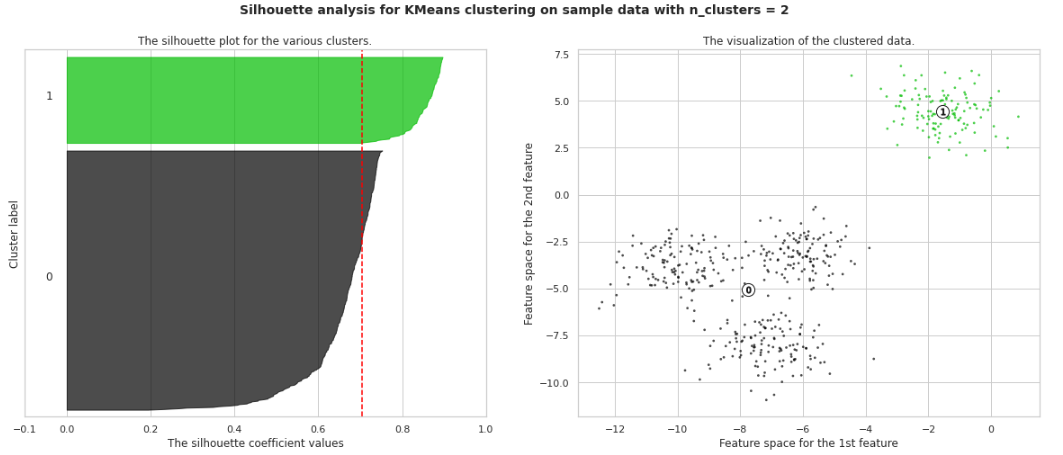 Silhouette analysis for KMeans clustering on sample data with n_clusters = 2
The silhouette plot for the various clusters.
Cluster label
1
0
−0.1 0.0 0.2 0.4 0.6 0.8 1.0
The silhouette coefficient values
The visualization of the clustered data.
Feature space for the 2nd feature
7.5
5.0
2.5
0.0
−2.5
−5.0
−7.5
−10.0
1
0
−12 −10 −8 −6 −4 −2 0
Feature space for the 1st feature